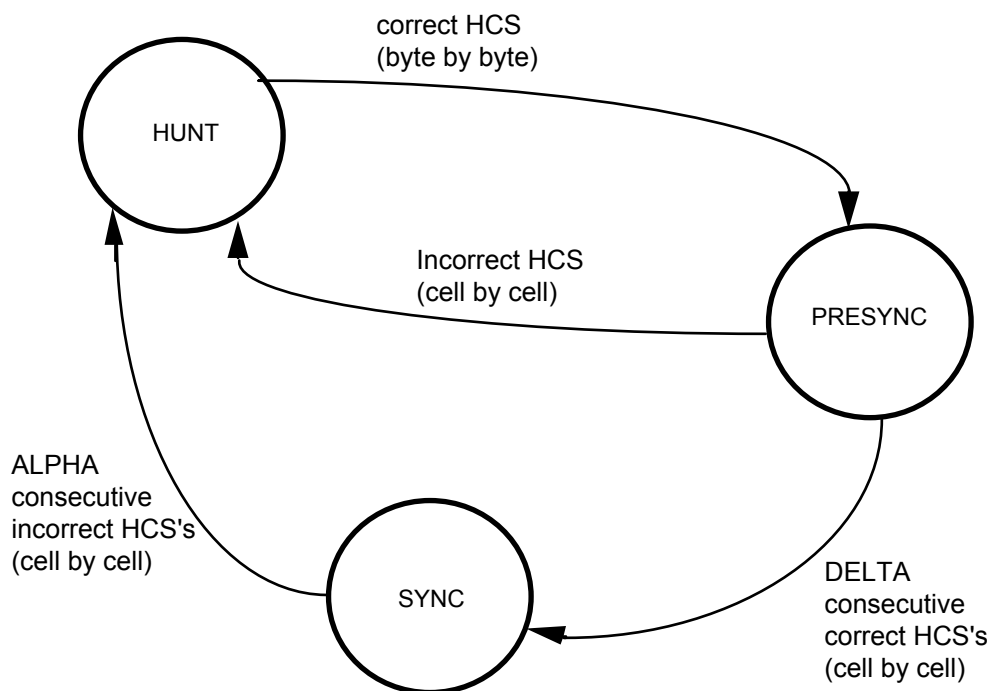 correct HCS
(byte by byte)
HUNT
Incorrect HCS
(cell by cell)
PRESYNC
ALPHA
consecutive
incorrect HCS's
(cell by cell)
SYNC
DELTA
consecutive
correct HCS's
(cell by cell)